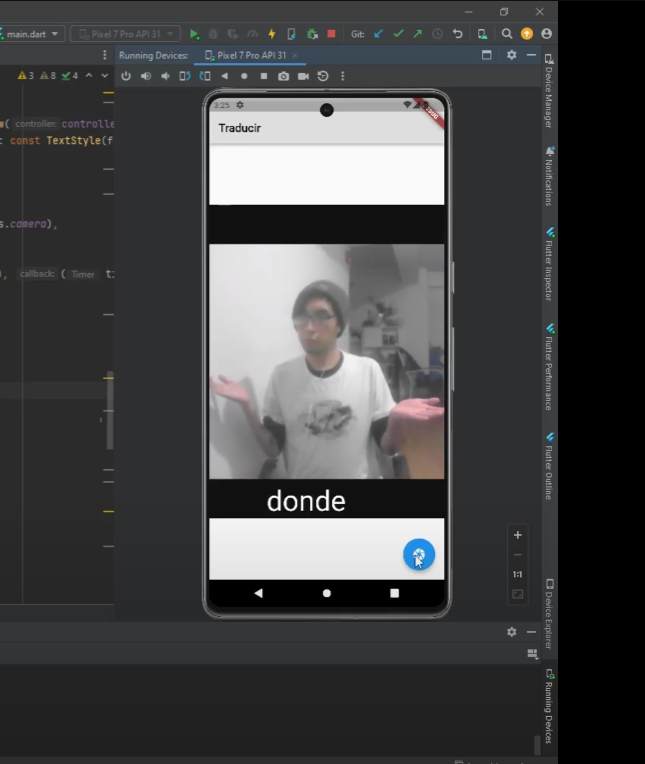 main.dart
Pixel 7 Pro API 31
Git:
Running Devices:
Pixel 7 Pro API 31
3 8 4
controller: controlle
: const TextStyle(f
s.camera),
), callback: ( Timer t
3:25
Traducir
donde
1:1
Device Manager
Notifications
Flutter Inspector
Flutter Performance
Flutter Outline
Device Explorer
Running Devices